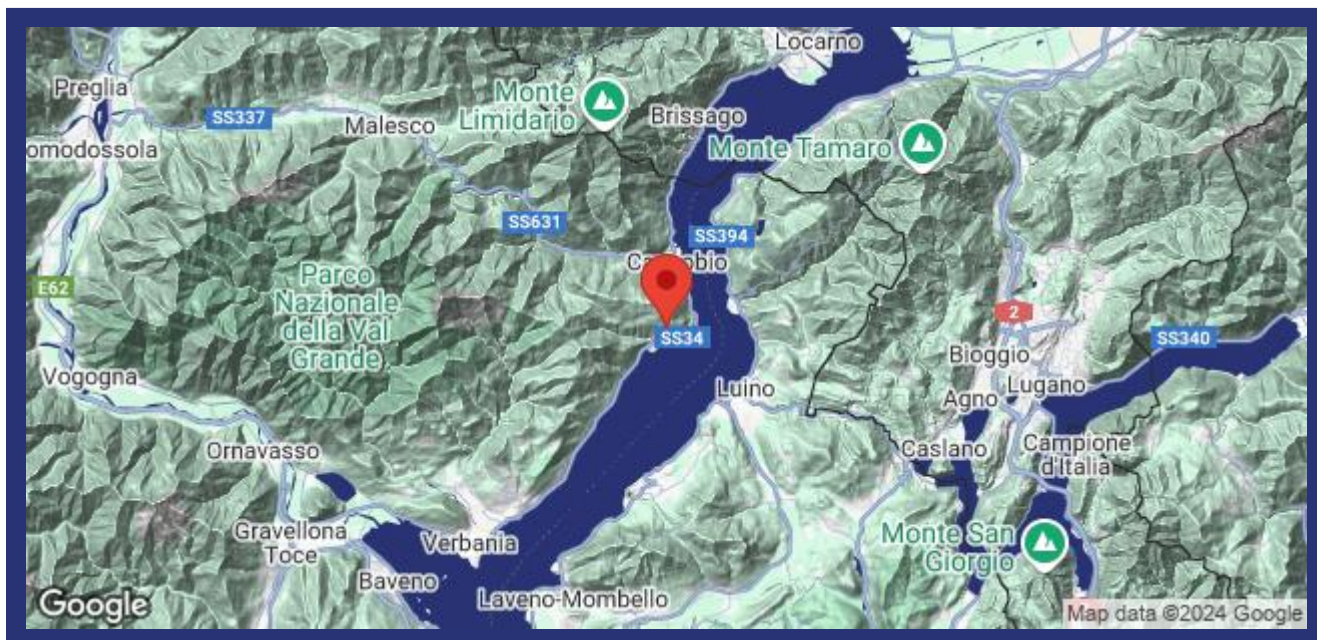 Locarno
Preglia
Monte
Limidario
Brissago
SS337
Malesco
Monte Tamaro
omodossola
SS631
SS394
Parco
Nazionale
della Val
Grande
E62
2
SS34
SS340
Bioggio
Vogogna
Luino
Lugano
Agno
Ornavasso
Caslano
Campione
d'Italia
Gravellona
Toce
Verbania
Monte San
Giorgio
Baveno
Laveno-Mombello
Google
Map data ©2024 Google